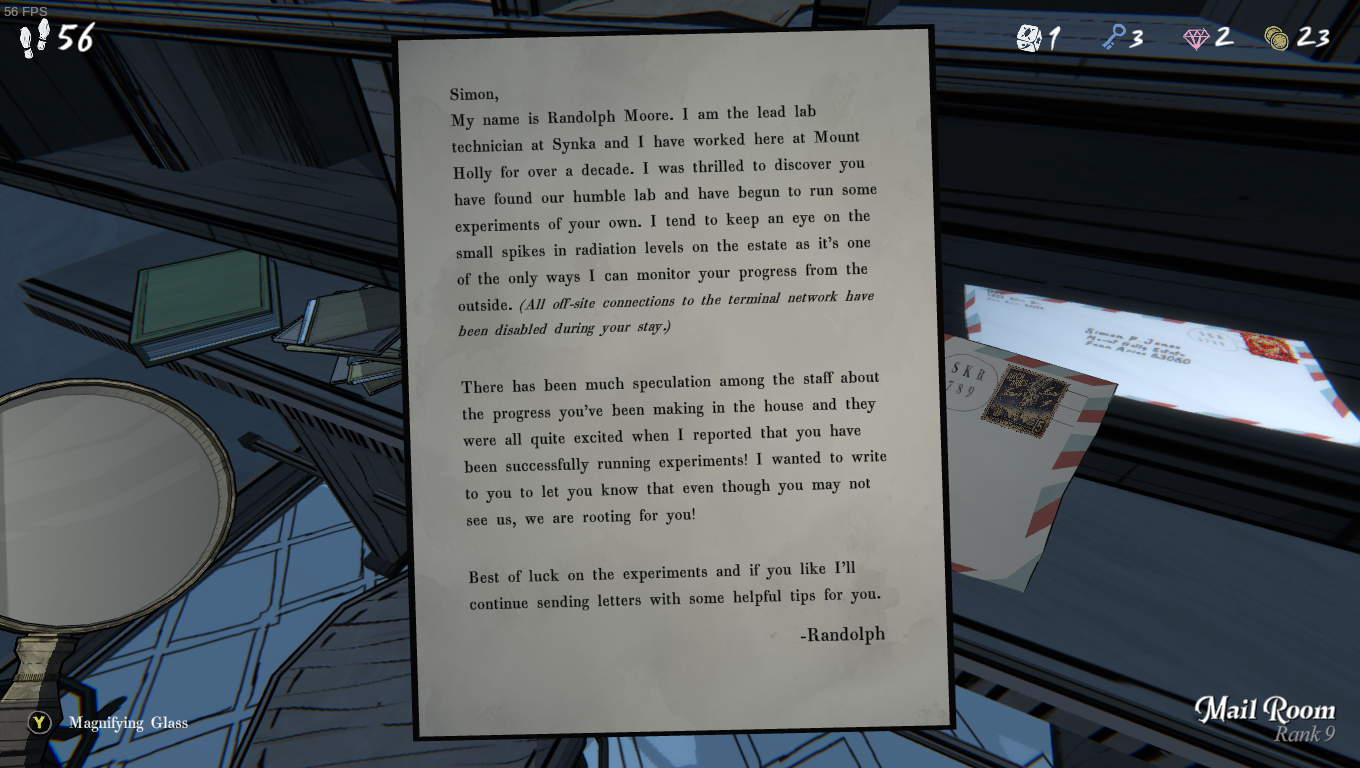 56 FPS
56
1
3
2
23
Simon,
My name is Randolph Moore. I am the lead lab
technician at Synka and I have worked here at Mount
Holly for over a decade. I was thrilled to discover you
have found our humble lab and have begun to run some
experiments of your own. I tend to keep an eye on the
small spikes in radiation levels on the estate as it's one
of the only ways I can monitor your progress from the
outside. (All off-site connections to the terminal network have
been disabled during your stay.)
There has been much speculation among the staff about
the progress you've been making in the house and they
were all quite excited when I reported that you have
been successfully running experiments! I wanted to write
to you to let you know that even though you may not
see us, we are rooting for you!
Best of luck on the experiments and if you like I'll
continue sending letters with some helpful tips for you.
-Randolph
Simon P Jones
Mount Holly Estate
SKB
789
Y Magnifying Glass
Mail Room
Rank 9